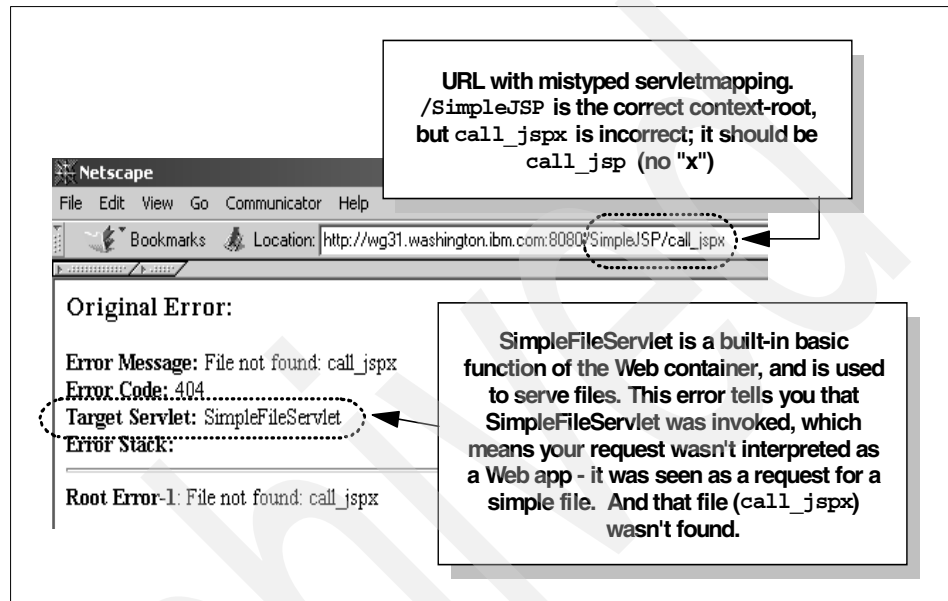 URL with mistyped servletmapping.
/SimpleJSP is the correct context-root,
but call_jspx is incorrect; it should be
call_jsp (no "x")
Netscape
File Edit View Go Communicator Help
Bookmarks Location: http://wg31.washington.ibm.com:8080/SimpleJSP/call_jspx
Original Error:
Error Message: File not found: call_jspx
Error Code: 404
Target Servlet: SimpleFileServlet
Error Stack:
Root Error-1: File not found: call_jspx
SimpleFileServlet is a built-in basic
function of the Web container, and is used
to serve files. This error tells you that
SimpleFileServlet was invoked, which
means your request wasn't interpreted as
a Web app - it was seen as a request for a
simple file. And that file (call_jspx)
wasn't found.